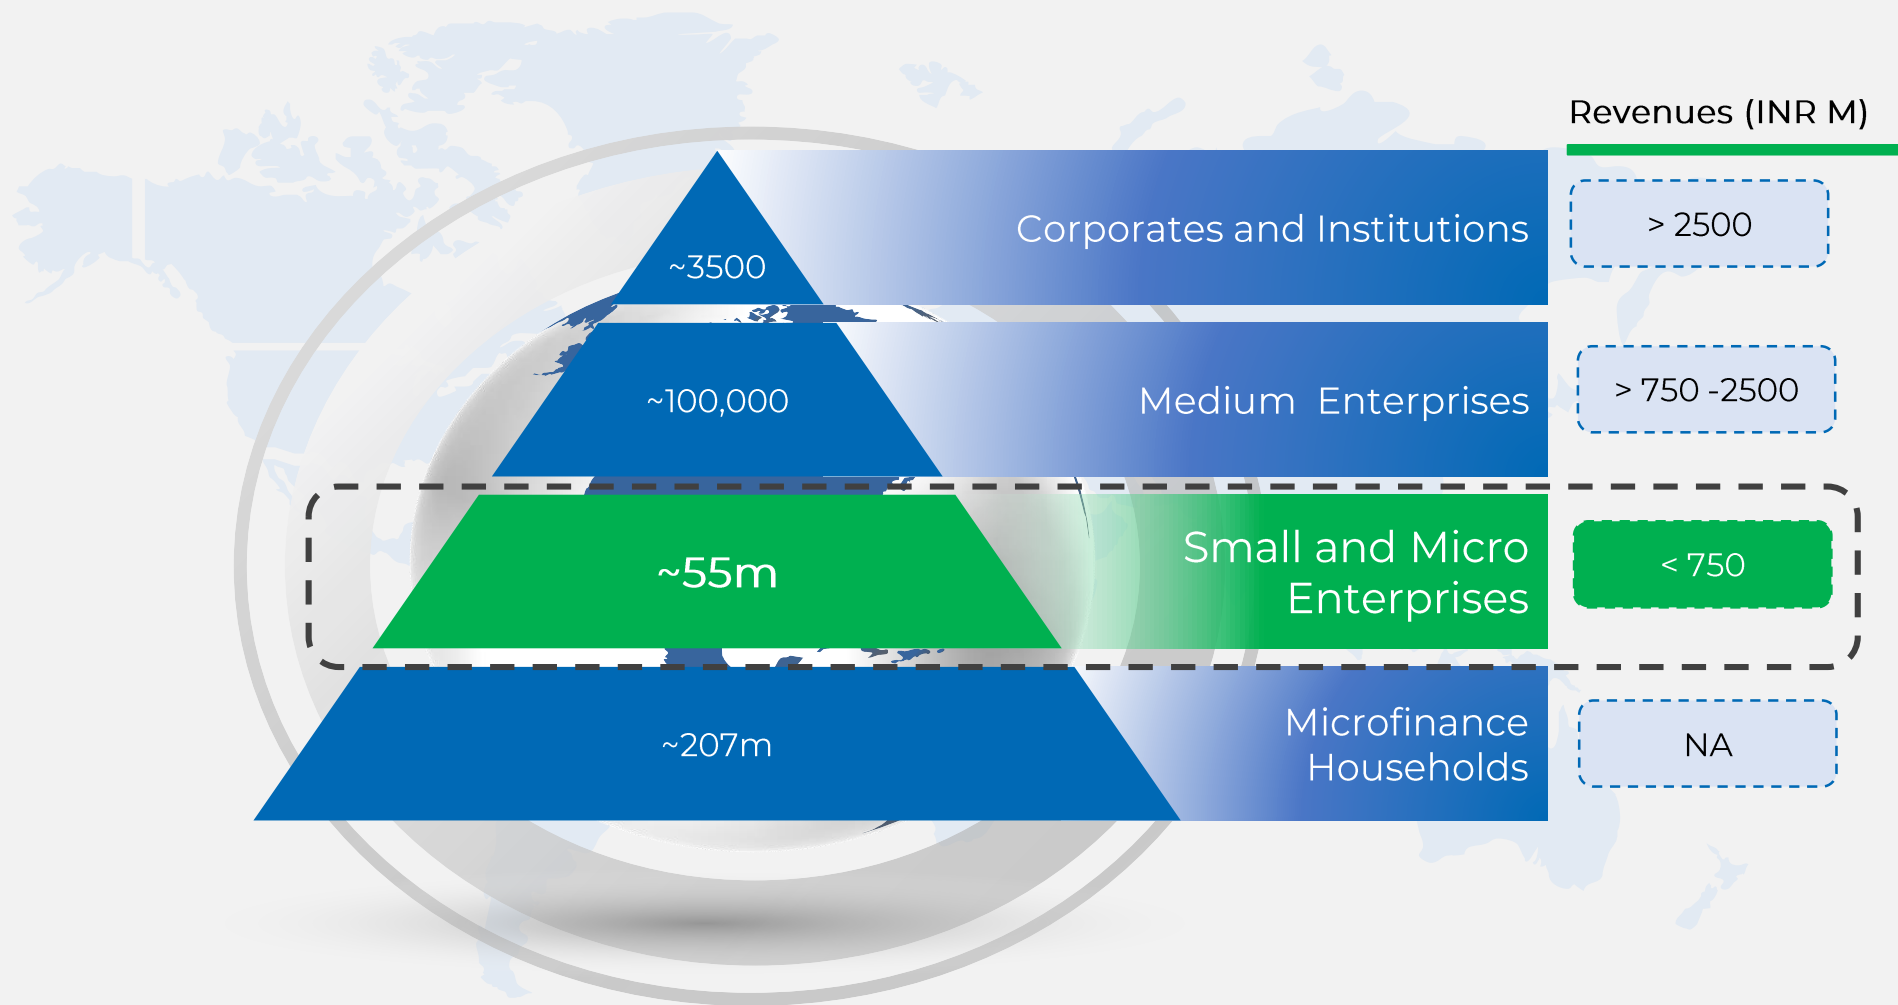 Revenues (INR M)
~3500
Corporates and Institutions
> 2500
~100,000
Medium  Enterprises
> 750 -2500
~55m
Small and Micro
Enterprises
< 750
~207m
Microfinance
Households
NA